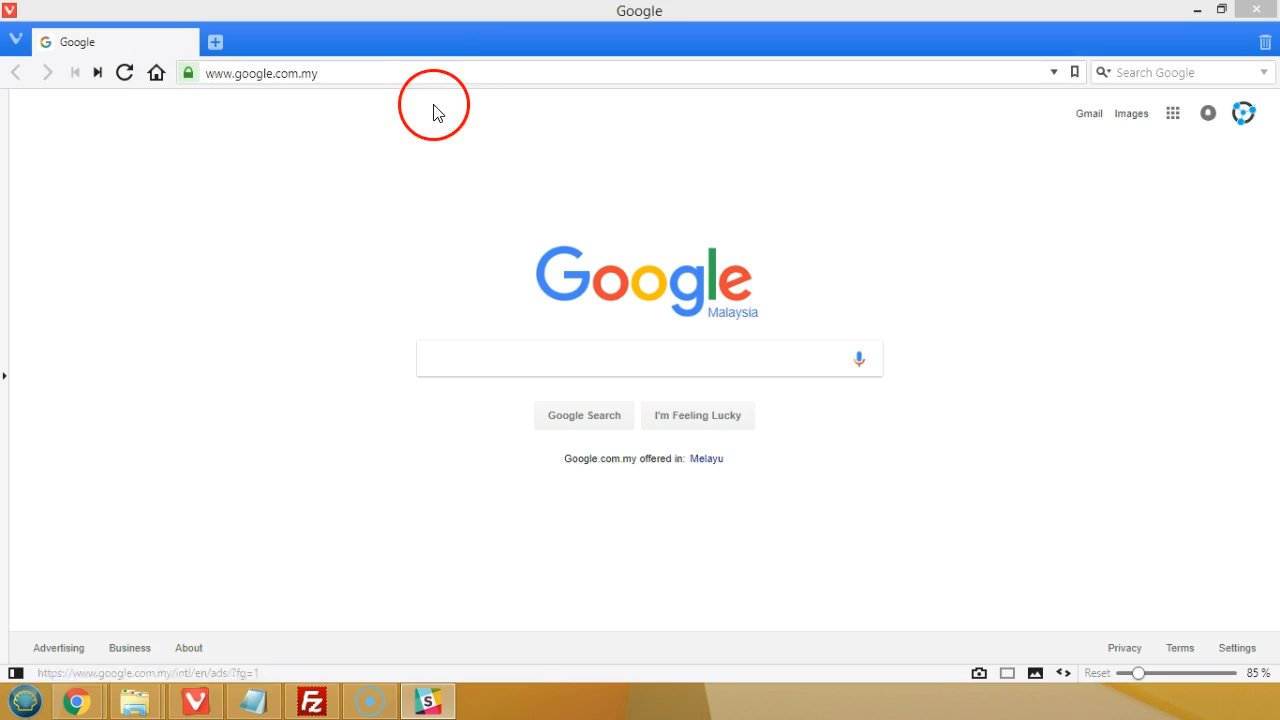 Google
Google
www.google.com.my
Search Google
Gmail Images
Google
Malaysia
Google Search I'm Feeling Lucky
Google.com.my offered in: Melayu
Advertising Business About
Privacy Terms Settings
https://www.google.com.my/intl/en/ads/?fg=1
Reset 85 %